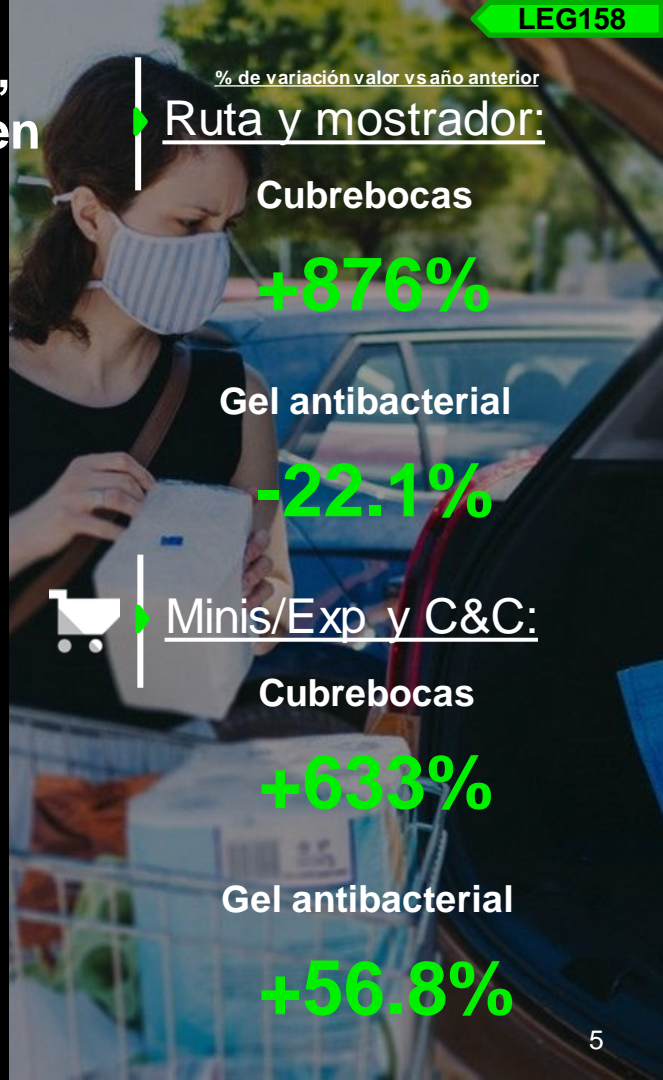 LEG158
,
en
% de variación valor vs año anterior
Ruta y mostrador:
Cubrebocas
+876%
Gel antibacterial
-22.1%
Minis/Exp y C&C:
Cubrebocas
+633%
Gel antibacterial
+56.8%
5